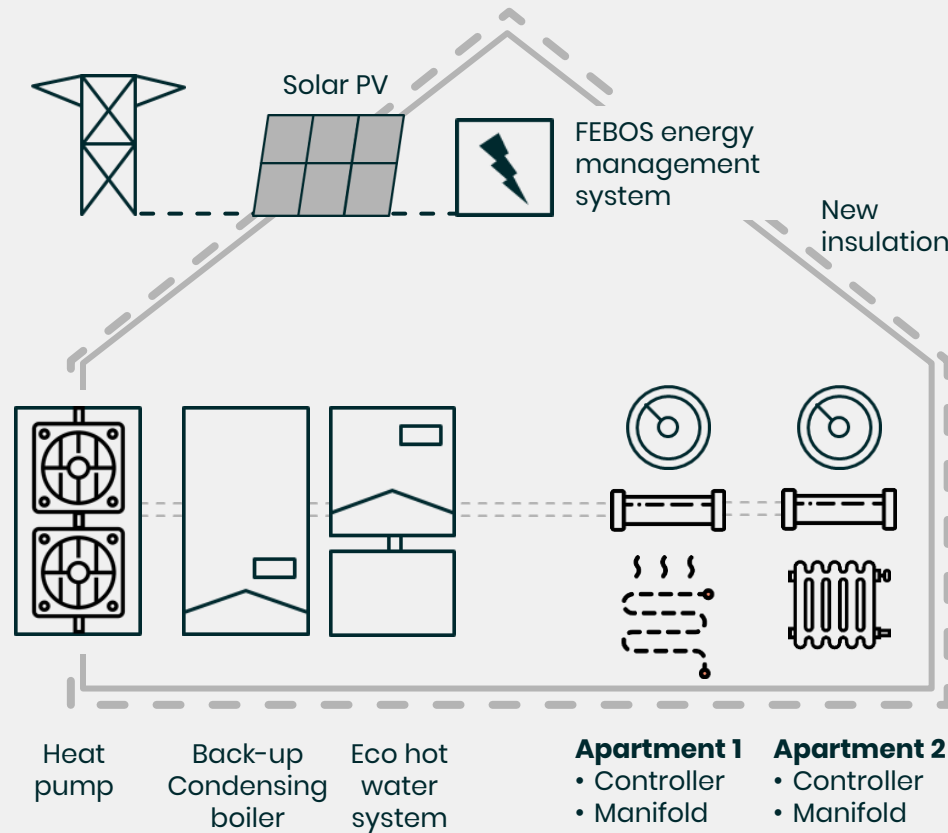 Solar PV
FEBOS energy
management
system
New
insulation
Heat
pump
Back-up
Condensing
boiler
Eco hot
water
system
Apartment 1
• Controller
• Manifold
Apartment 2
• Controller
• Manifold